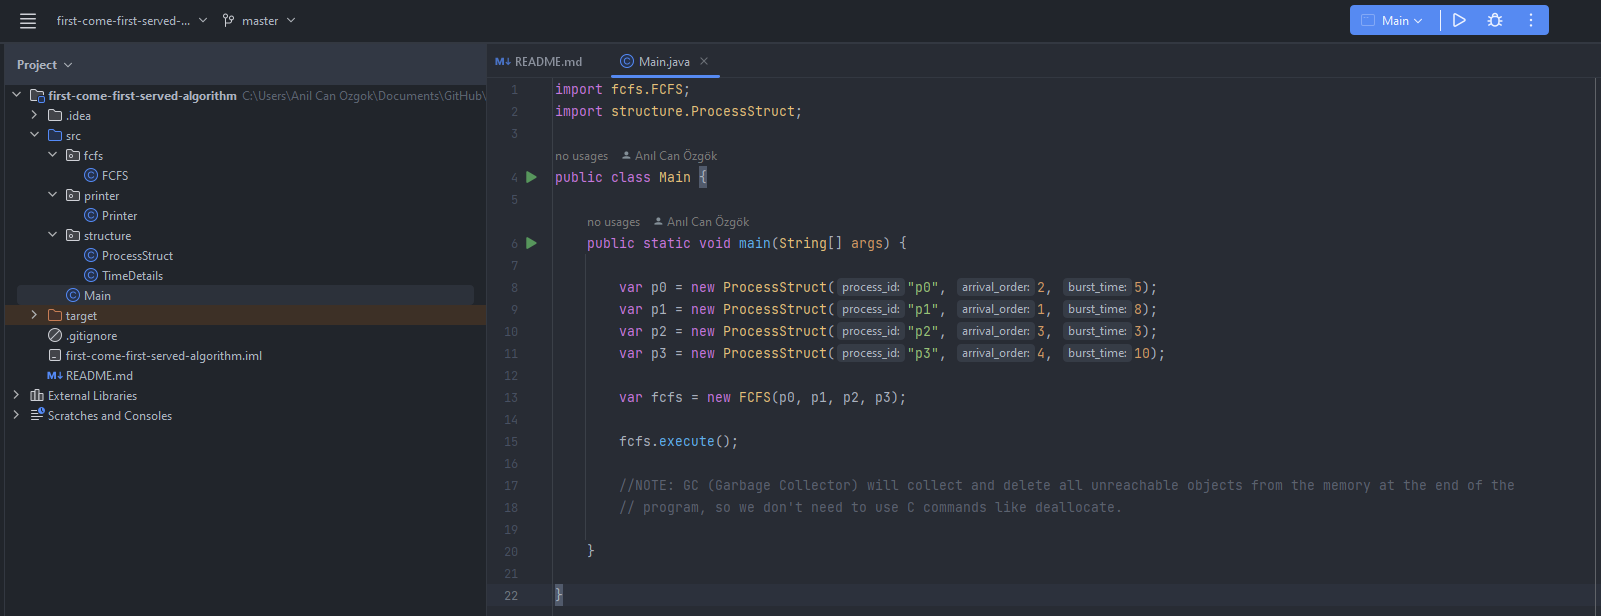 first-come-first-served-... master Main
Project
README.md Main.java
first-come-first-served-algorithm C:\Users\Anil Can Ozgok\Documents\GitHub\
.idea
src
fcfs
FCFS
printer
Printer
structure
ProcessStruct
TimeDetails
Main
target
.gitignore
first-come-first-served-algorithm.iml
README.md
External Libraries
Scratches and Consoles
1 import fcfs.FCFS;
2 import structure.ProcessStruct;
3
no usages Anıl Can Özgök
4 public class Main {
5
no usages Anıl Can Özgök
6 public static void main(String[] args) {
7
8 var p0 = new ProcessStruct( process_id: "p0", arrival_order: 2, burst_time: 5);
9 var p1 = new ProcessStruct( process_id: "p1", arrival_order: 1, burst_time: 8);
10 var p2 = new ProcessStruct( process_id: "p2", arrival_order: 3, burst_time: 3);
11 var p3 = new ProcessStruct( process_id: "p3", arrival_order: 4, burst_time: 10);
12
13 var fcfs = new FCFS(p0, p1, p2, p3);
14
15 fcfs.execute();
16
17 //NOTE: GC (Garbage Collector) will collect and delete all unreachable objects from the memory at the end of the
18 // program, so we don't need to use C commands like deallocate.
19
20 }
21
22 }